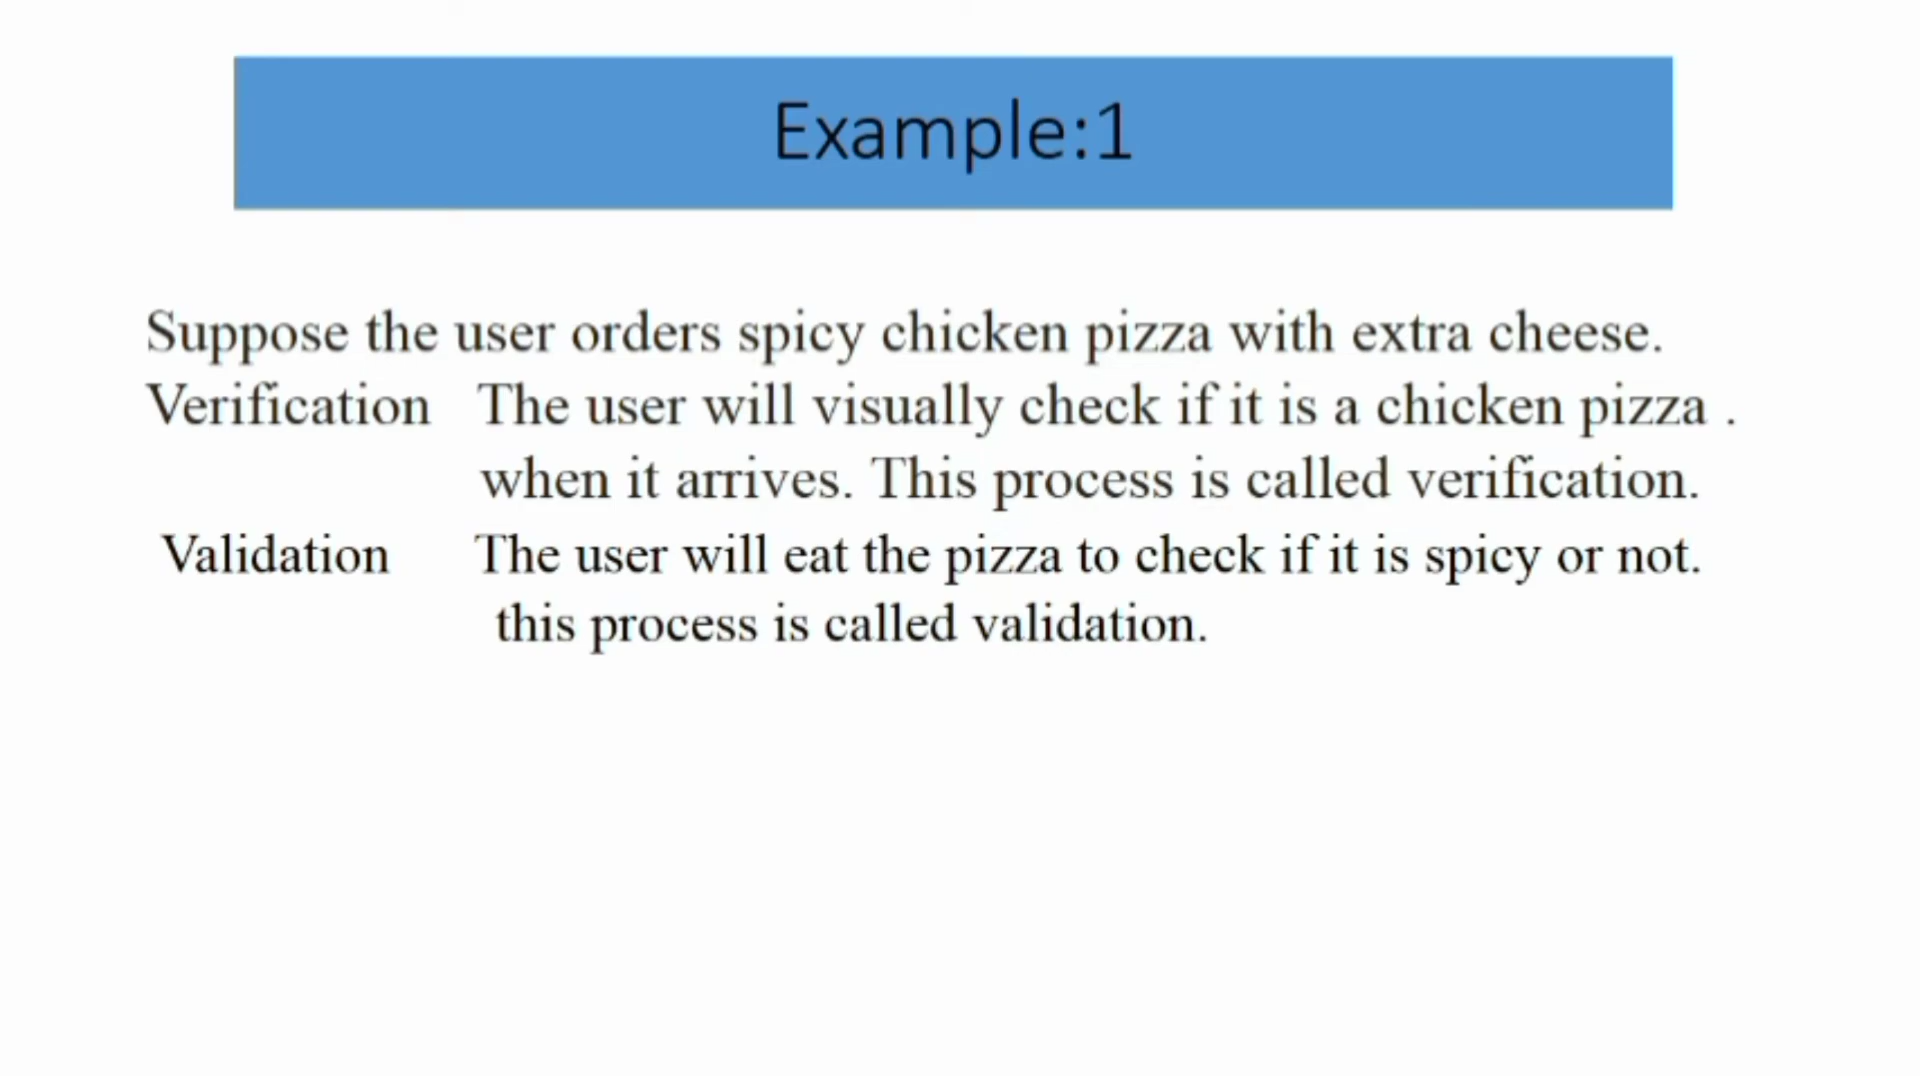 Example:1
Suppose the user orders spicy chicken pizza with extra cheese.
Verification The user will visually check if it is a chicken pizza .
when it arrives. This process is called verification.
Validation The user will eat the pizza to check if it is spicy or not.
this process is called validation.